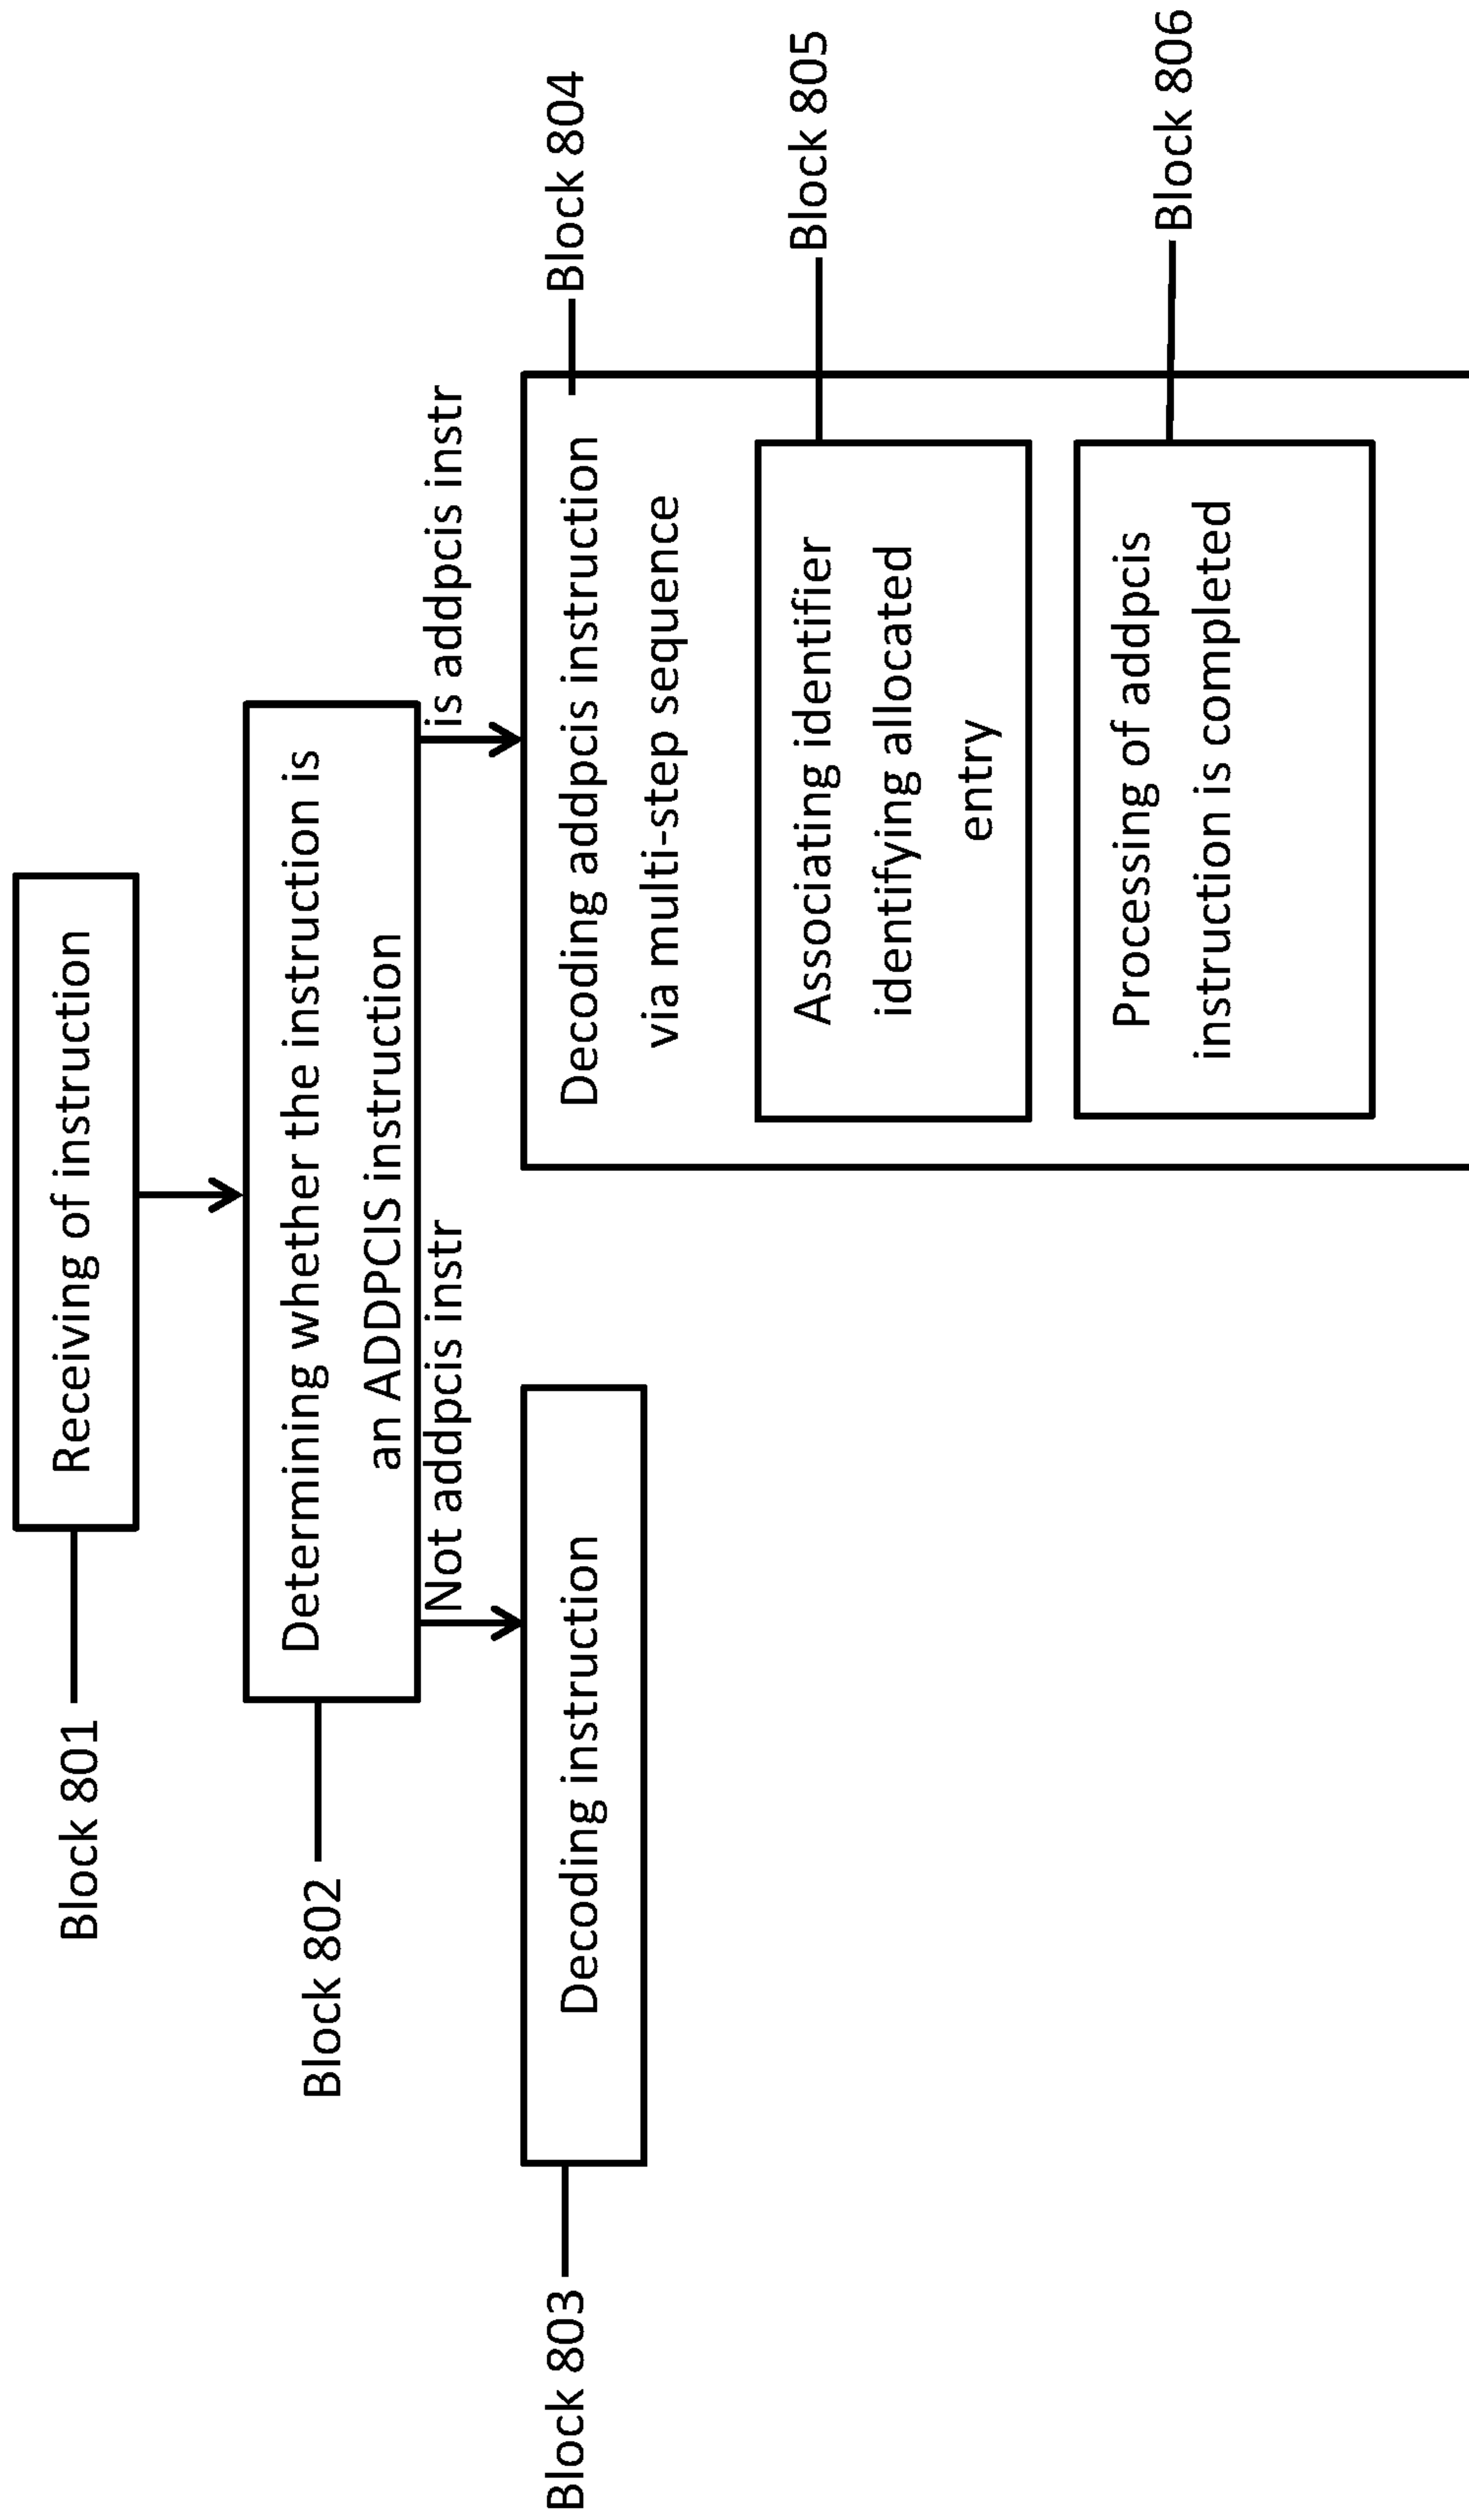 Block 801
Receiving of instruction
Block 802
Determining whether the instruction is
an ADDPCIS instruction
Not addpcis instr
is addpcis instr
Block 803
Decoding instruction
Decoding addpcis instruction
via multi-step sequence
Block 804
Associating identifier
identifying allocated
entry
Block 805
Processing of addpcis
instruction is completed
Block 806